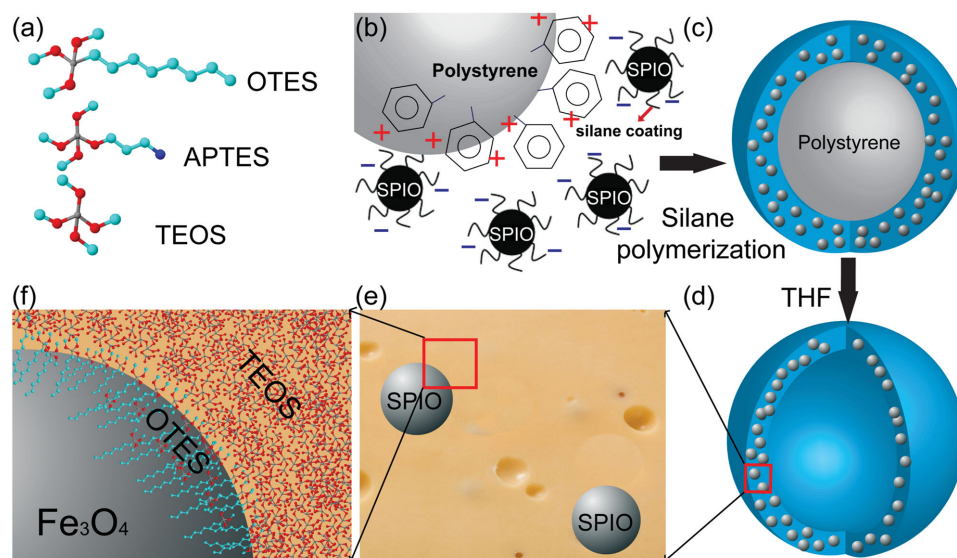 (a)
OTES
APTES
TEOS
(b)
Polystyrene
+
+
+
+
+
+
+
SPIO
−
−
silane coating
SPIO
−
−
SPIO
−
−
SPIO
−
−
Silane
polymerization
(c)
Polystyrene
THF
(d)
(e)
SPIO
SPIO
(f)
TEOS
OTES
Fe₃O₄